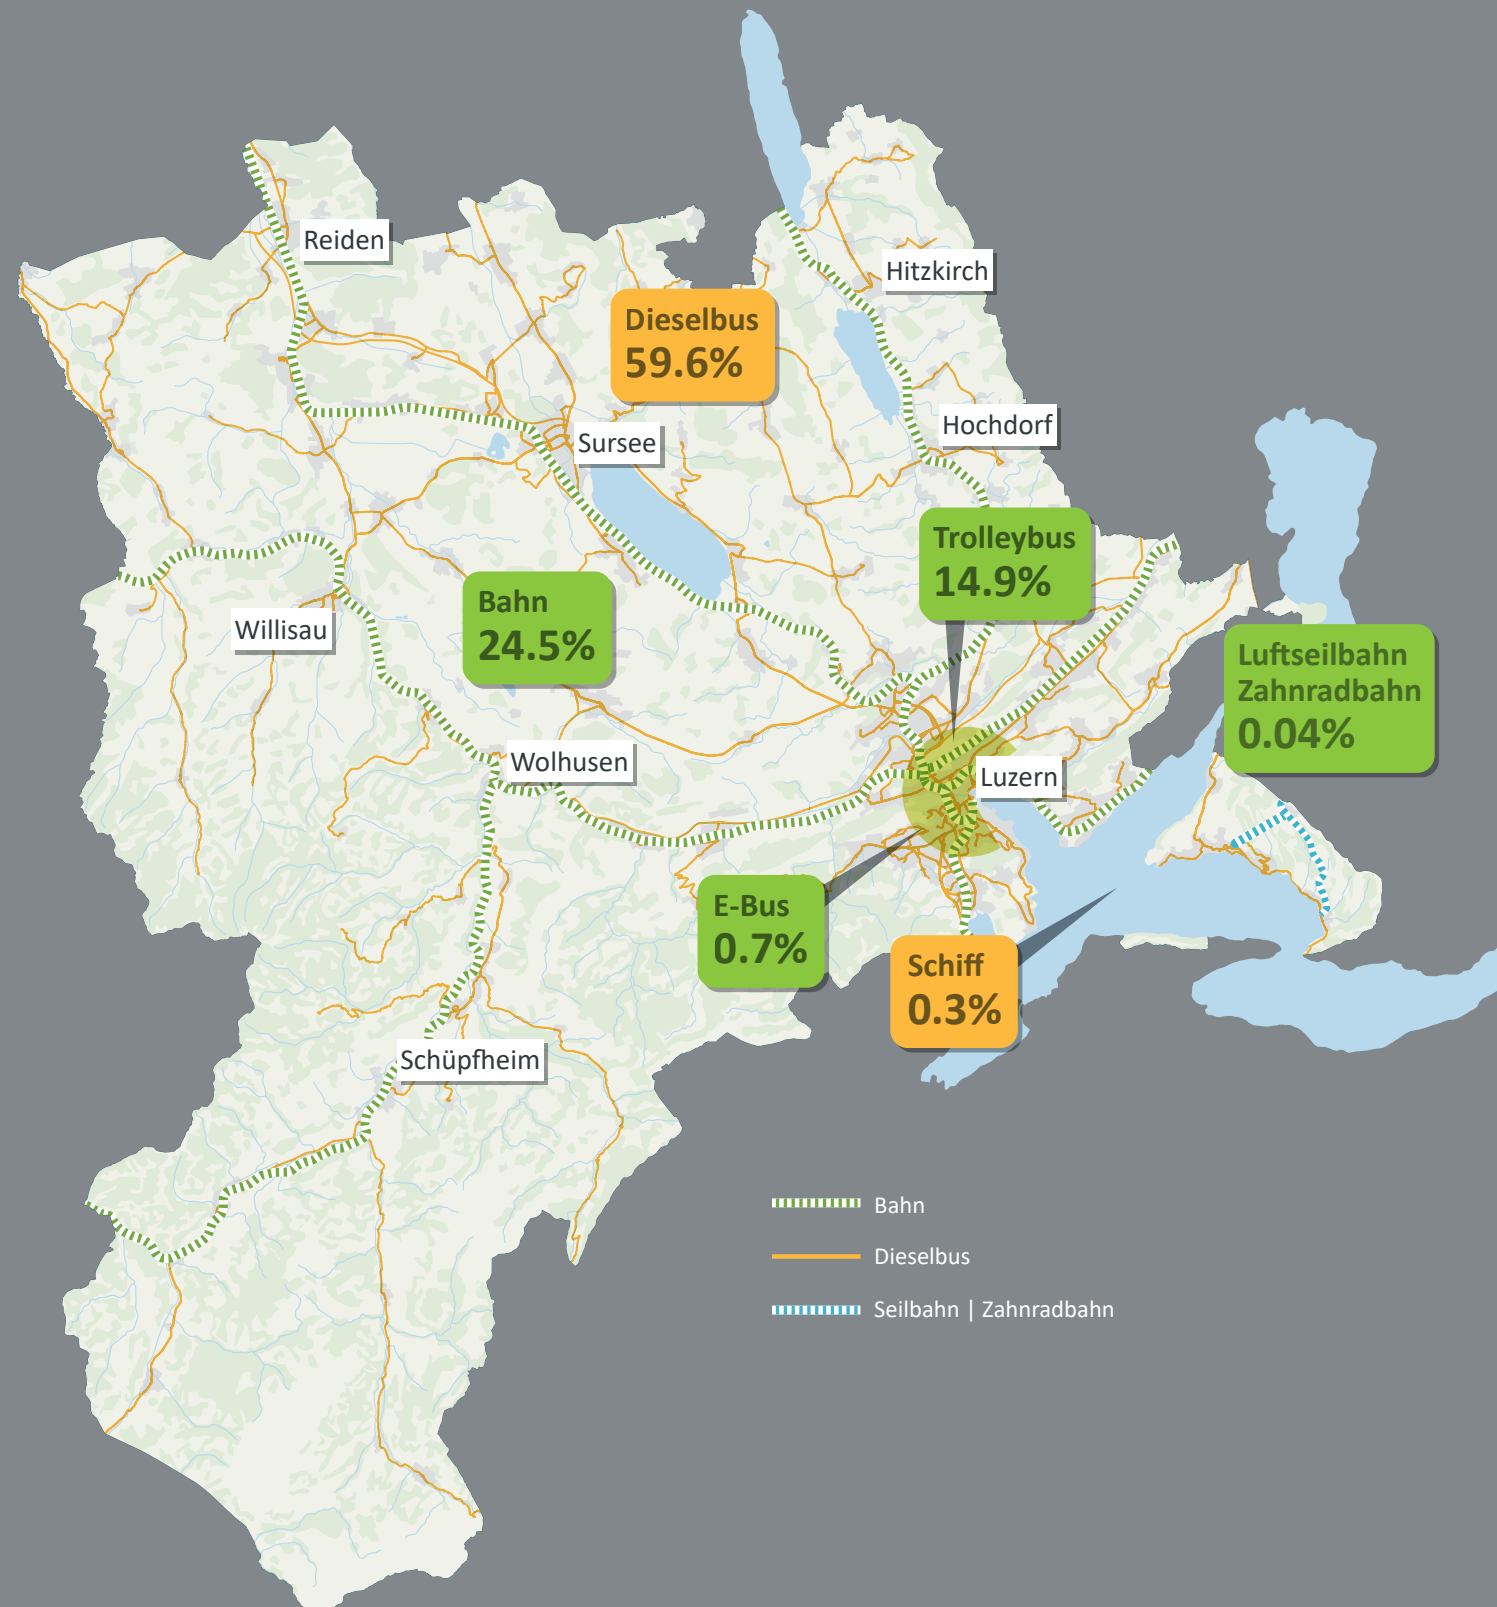 Reiden
Hitzkirch
Dieselbus
59.6%
Hochdorf
Sursee
Trolleybus
14.9%
Bahn
24.5%
Willisau
Luftseilbahn
Zahnradbahn
0.04%
Wolhusen
Luzern
E-Bus
0.7%
Schiff
0.3%
Schüpfheim
Bahn
Dieselbus
Seilbahn | Zahnradbahn